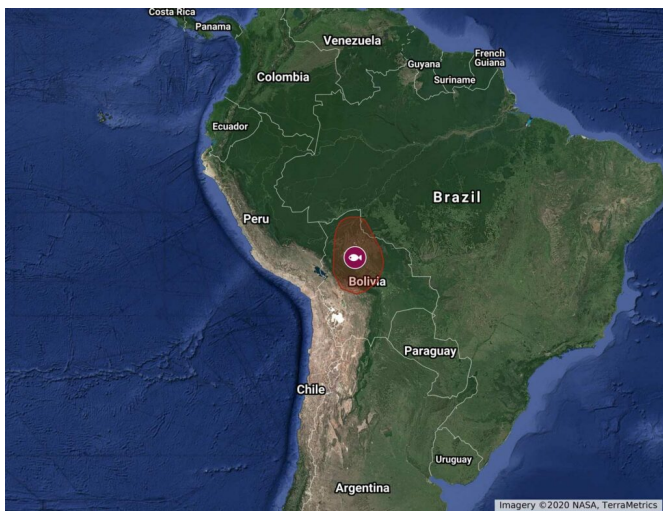 Costa Rica
Panama
Venezuela
Guyana
French
Guiana
Suriname
Colombia
Ecuador
Brazil
Peru
Bolivia
Paraguay
Chile
Uruguay
Argentina
Imagery ©2020 NASA, TerraMetrics